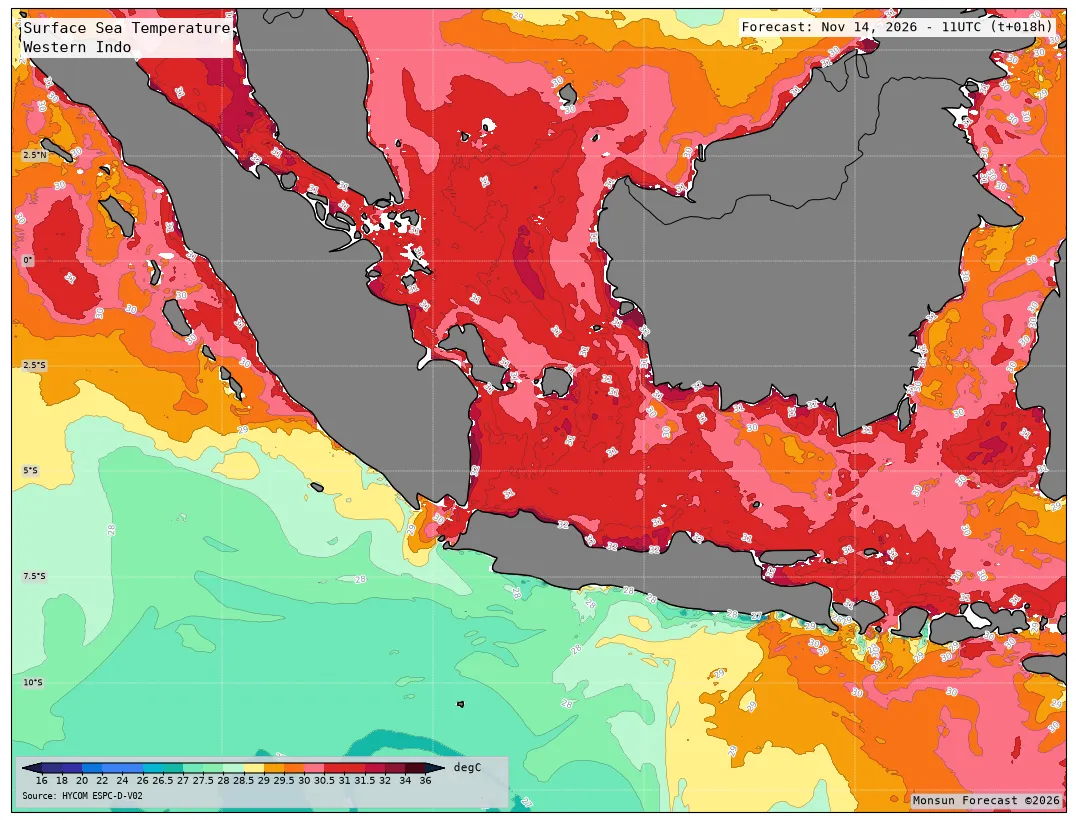 Surface Sea Temperature
Western Indo
Forecast: Nov 14, 2026 - 11UTC (t+018h)
2.5°N
0°
2.5°S
5°S
7.5°S
10°S
degC
16 18 20 22 24 26 26.5 27 27.5 28 28.5 29 29.5 30 30.5 31 31.5 32 34 36
Source: HYCOM ESPC-D-V02
Monsun Forecast ©2026